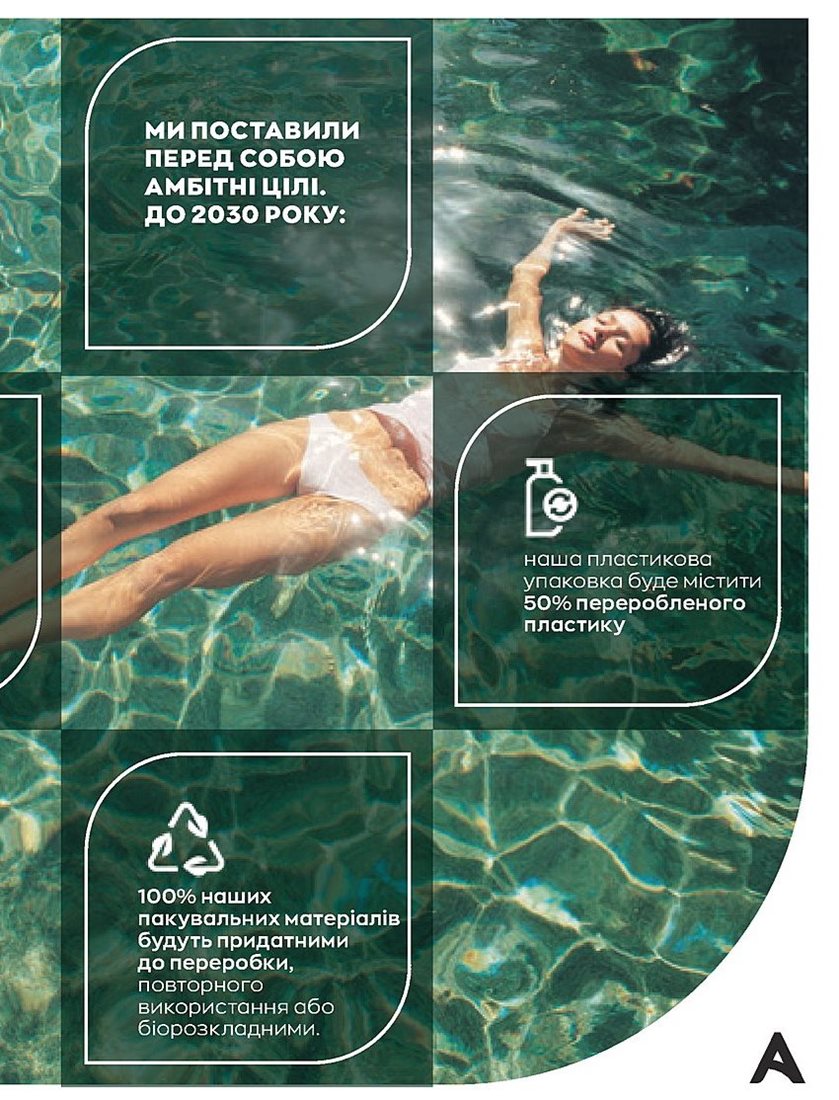 МИ ПОСТАВИЛИ
ПЕРЕД СОБОЮ
АМБІТНІ ЦІЛІ.
ДО 2030 РОКУ:
наша пластикова
упаковка буде містити
50% переробленого
пластику
100% наших
пакувальних матеріалів
будуть придатними
до переробки,
повторного
використання або
біорозкладними.
A